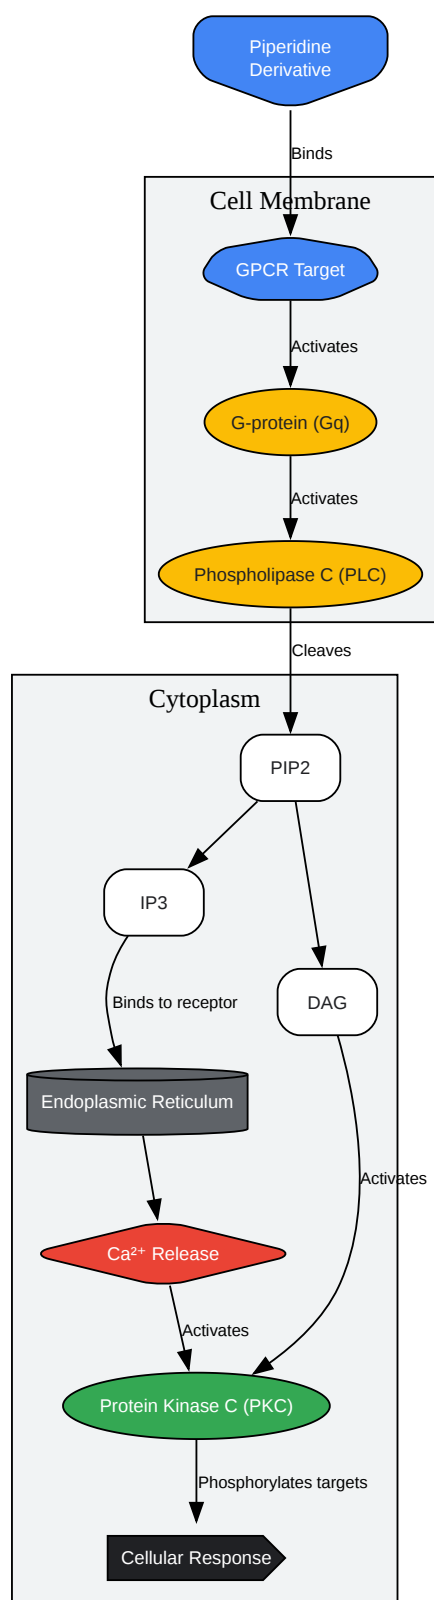 Piperidine
Derivative
Binds
Cell Membrane
GPCR Target
Activates
G-protein (Gq)
Activates
Phospholipase C (PLC)
Cleaves
Cytoplasm
PIP2
IP3
DAG
Binds to receptor
Endoplasmic Reticulum
Activates
Ca²⁺ Release
Activates
Protein Kinase C (PKC)
Phosphorylates targets
Cellular Response